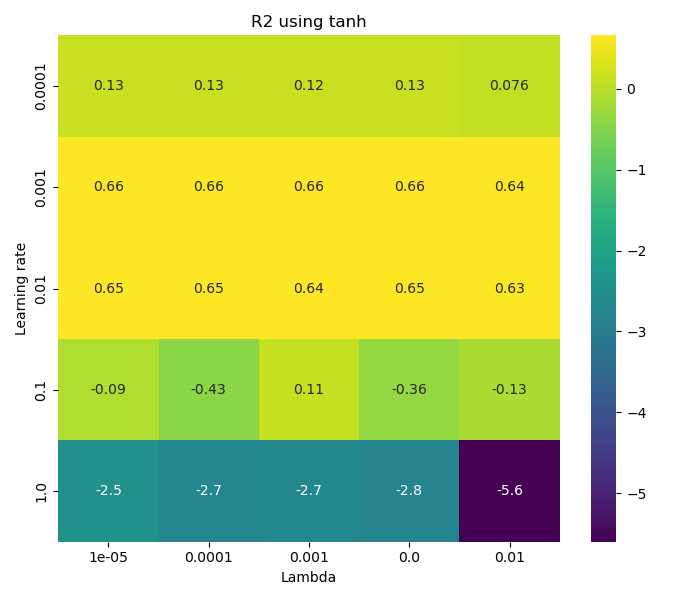 R2 using tanh
0.0001 0.13 0.13 0.12 0.13 0.076
0.001 0.66 0.66 0.66 0.66 0.64
0.01 0.65 0.65 0.64 0.65 0.63
0.1 -0.09 -0.43 0.11 -0.36 -0.13
1.0 -2.5 -2.7 -2.7 -2.8 -5.6
1e-05 0.0001 0.001 0.0 0.01
Lambda
Learning rate
0
−1
−2
−3
−4
−5